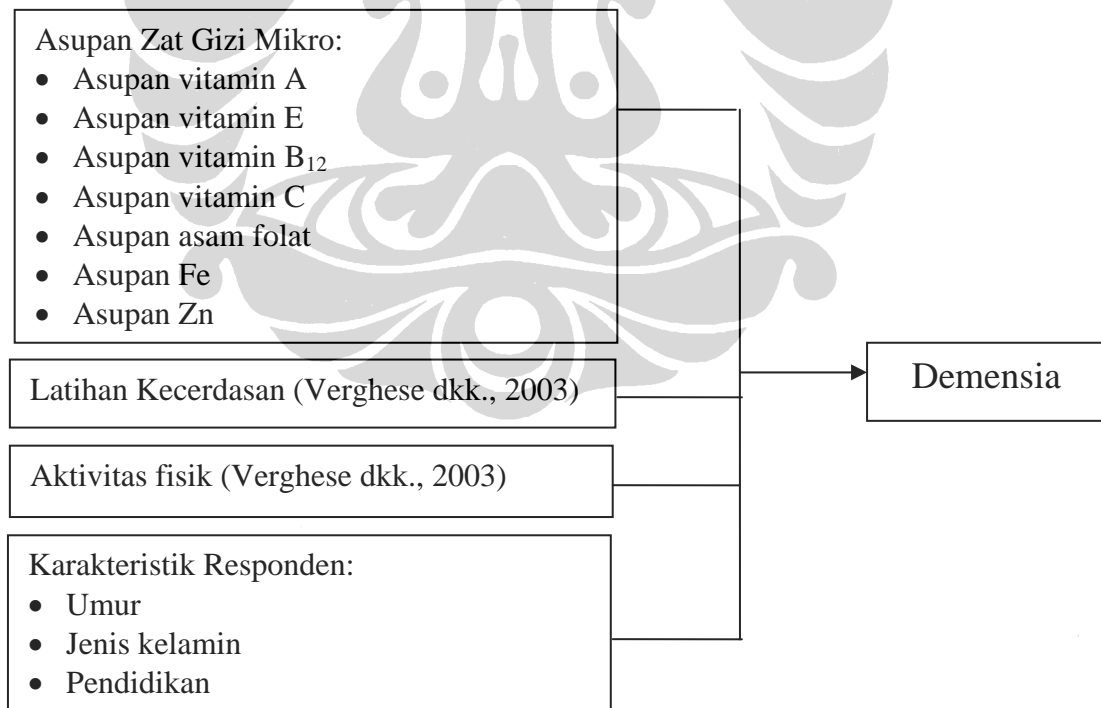 Asupan Zat Gizi Mikro:
• Asupan vitamin A
• Asupan vitamin E
• Asupan vitamin B₁₂
• Asupan vitamin C
• Asupan asam folat
• Asupan Fe
• Asupan Zn
Latihan Kecerdasan (Verghese dkk., 2003)
Aktivitas fisik (Verghese dkk., 2003)
Karakteristik Responden:
• Umur
• Jenis kelamin
• Pendidikan
Demensia